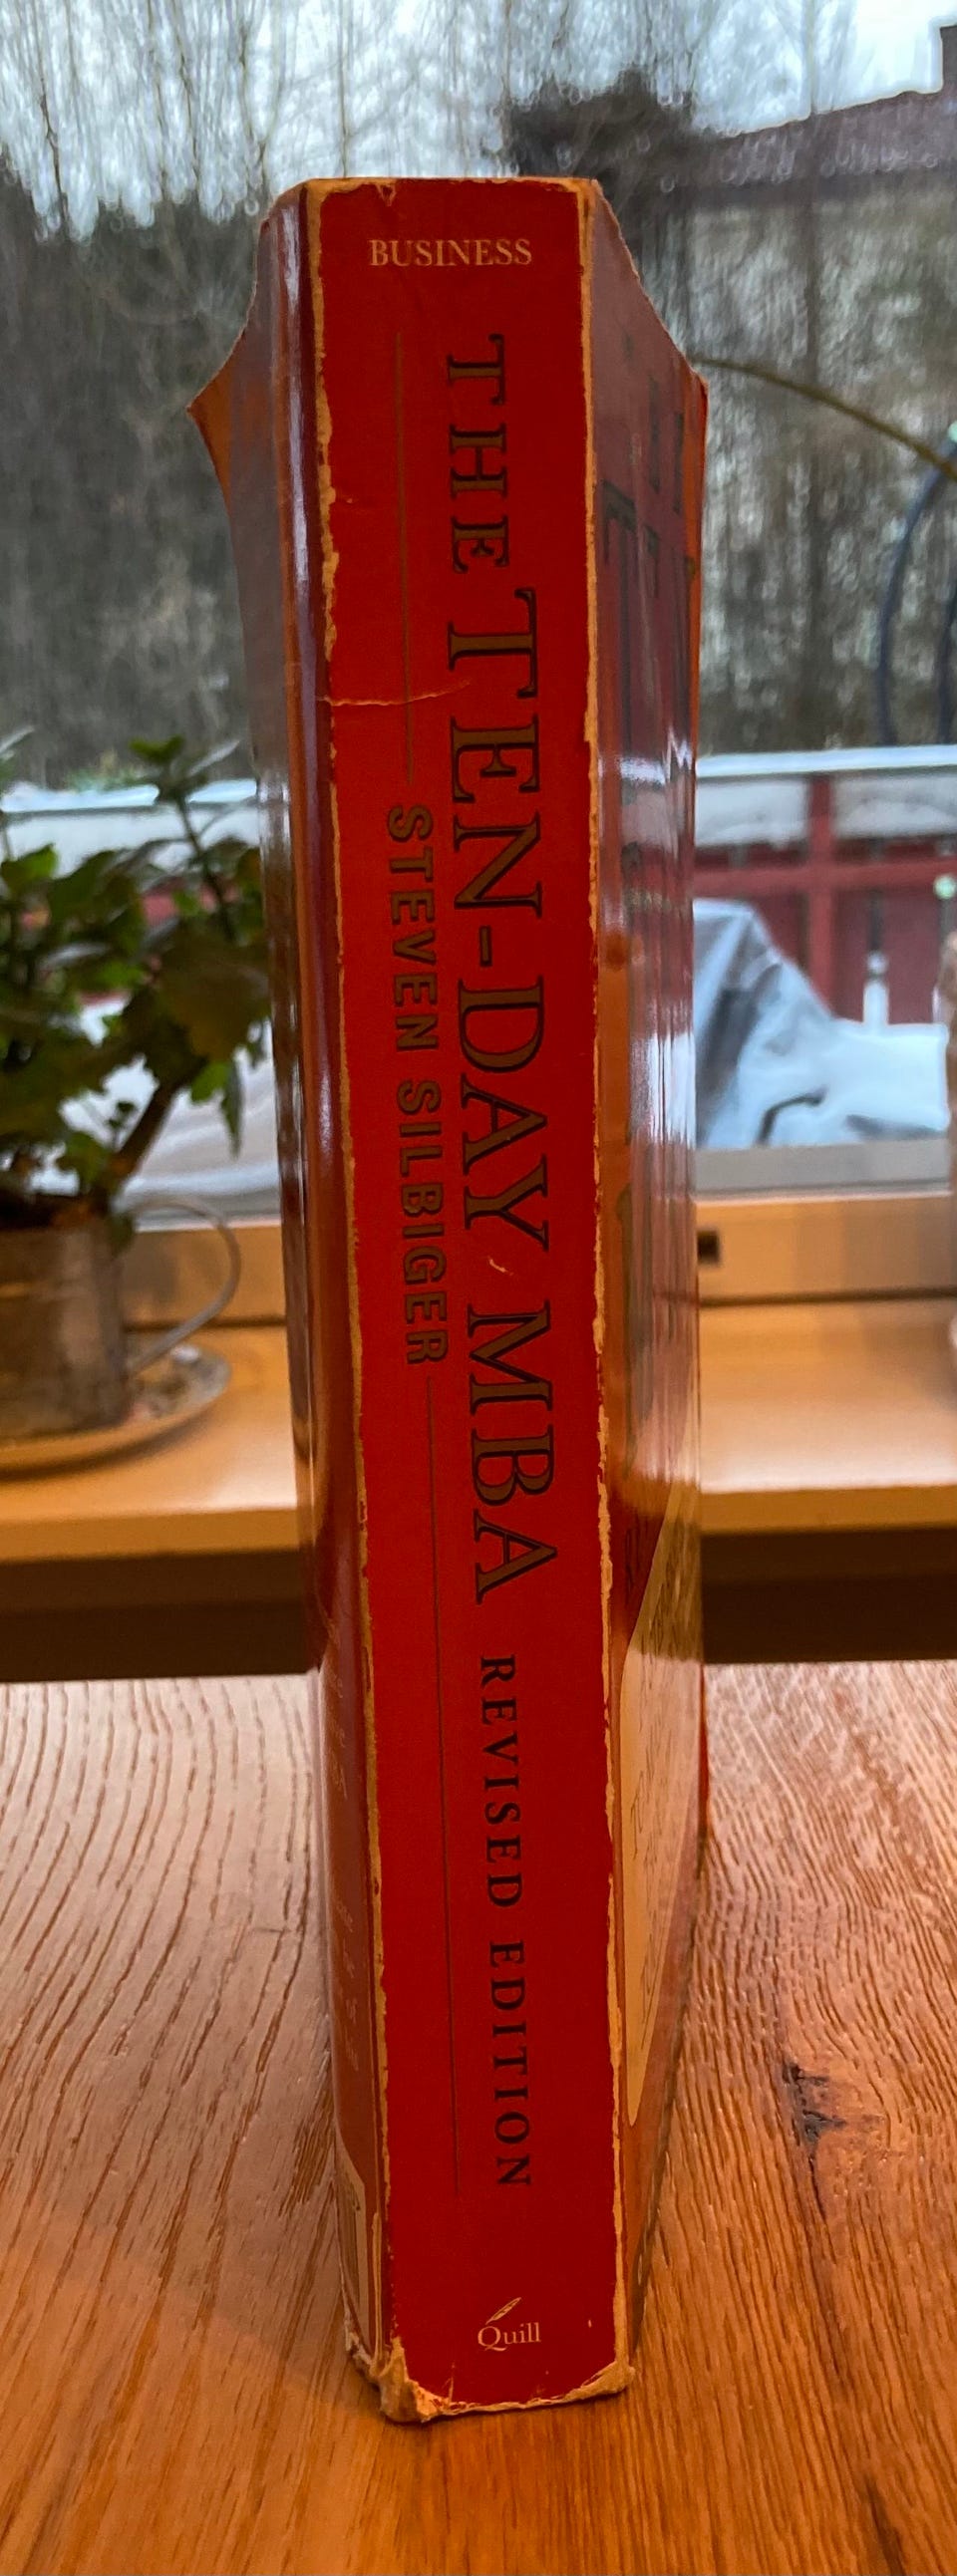 BUSINESS
THE TEN-DAY MBA REVISED EDITION
STEVEN SILBIGER
Quill